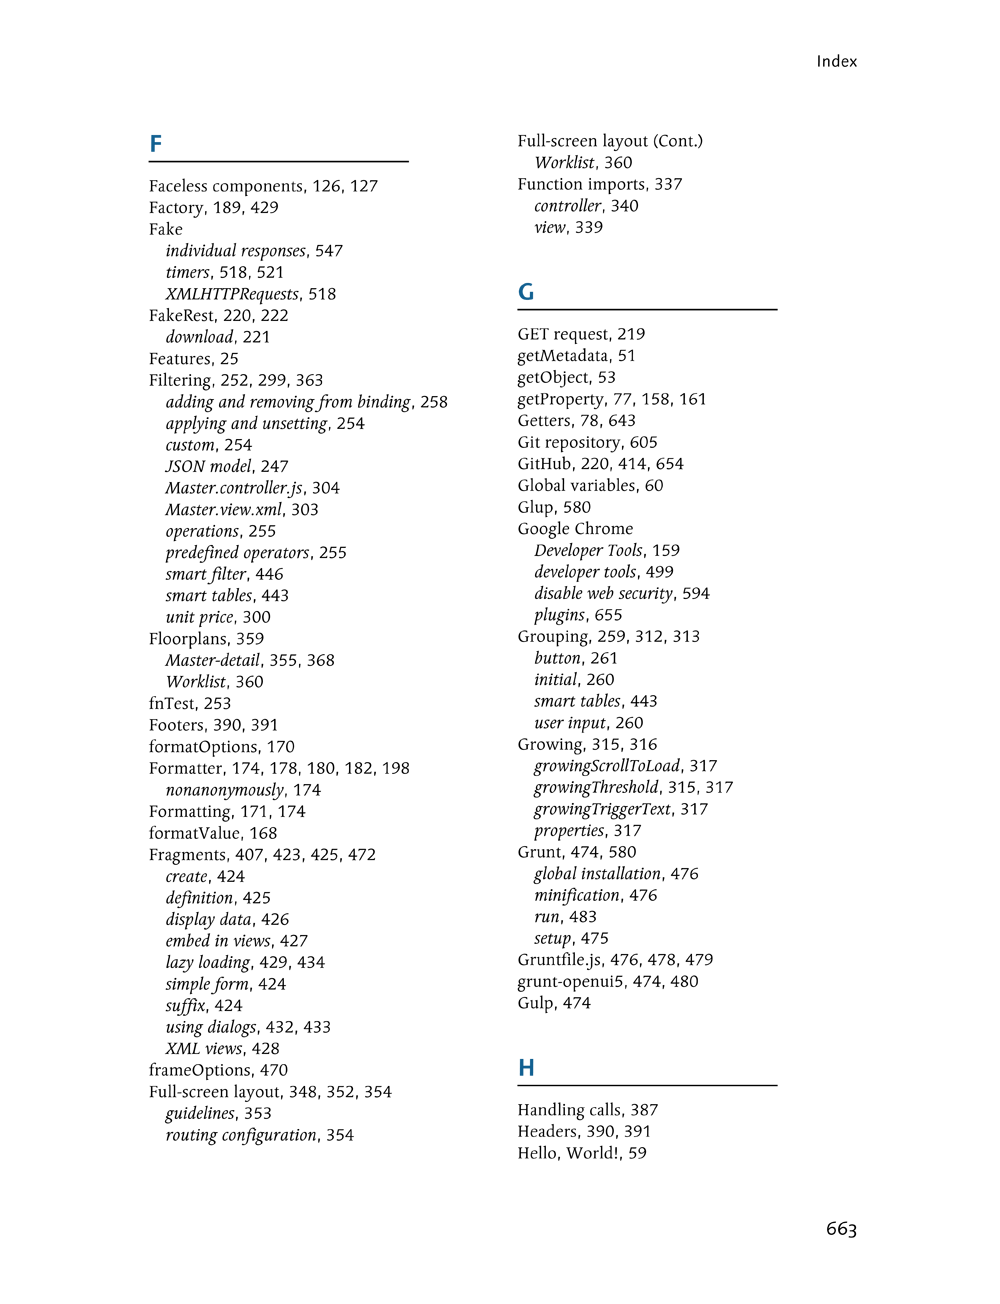 Index
F
Faceless components, 126, 127
Factory, 189, 429
Fake
individual responses, 547
timers, 518, 521
XMLHTTPRequests, 518
FakeRest, 220, 222
download, 221
Features, 25
Filtering, 252, 299, 363
adding and removing from binding, 258
applying and unsetting, 254
custom, 254
JSON model, 247
Master.controller.js, 304
Master.view.xml, 303
operations, 255
predefined operators, 255
smart filter, 446
smart tables, 443
unit price, 300
Floorplans, 359
Master-detail, 355, 368
Worklist, 360
fnTest, 253
Footers, 390, 391
formatOptions, 170
Formatter, 174, 178, 180, 182, 198
nonanonymously, 174
Formatting, 171, 174
formatValue, 168
Fragments, 407, 423, 425, 472
create, 424
definition, 425
display data, 426
embed in views, 427
lazy loading, 429, 434
simple form, 424
suffix, 424
using dialogs, 432, 433
XML views, 428
frameOptions, 470
Full-screen layout, 348, 352, 354
guidelines, 353
routing configuration, 354
Full-screen layout (Cont.)
Worklist, 360
Function imports, 337
controller, 340
view, 339
G
GET request, 219
getMetadata, 51
getObject, 53
getProperty, 77, 158, 161
Getters, 78, 643
Git repository, 605
GitHub, 220, 414, 654
Global variables, 60
Glup, 580
Google Chrome
Developer Tools, 159
developer tools, 499
disable web security, 594
plugins, 655
Grouping, 259, 312, 313
button, 261
initial, 260
smart tables, 443
user input, 260
Growing, 315, 316
growingScrollToLoad, 317
growingThreshold, 315, 317
growingTriggerText, 317
properties, 317
Grunt, 474, 580
global installation, 476
minification, 476
run, 483
setup, 475
Gruntfile.js, 476, 478, 479
grunt-openui5, 474, 480
Gulp, 474
H
Handling calls, 387
Headers, 390, 391
Hello, World!, 59
663